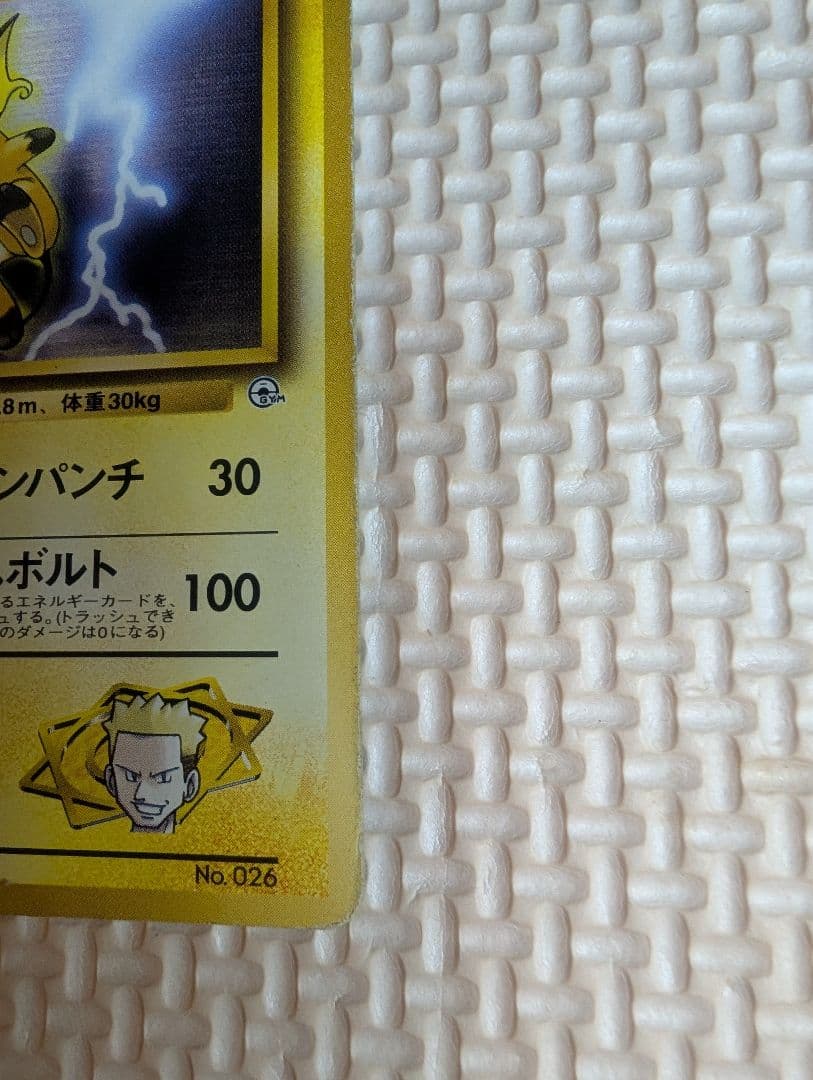 .8m、体重30kg
GYM
ンパンチ 30
ボルト 100
るエネルギーカードを、
ュする。(トラッシュでき
のダメージは0になる)
No. 026